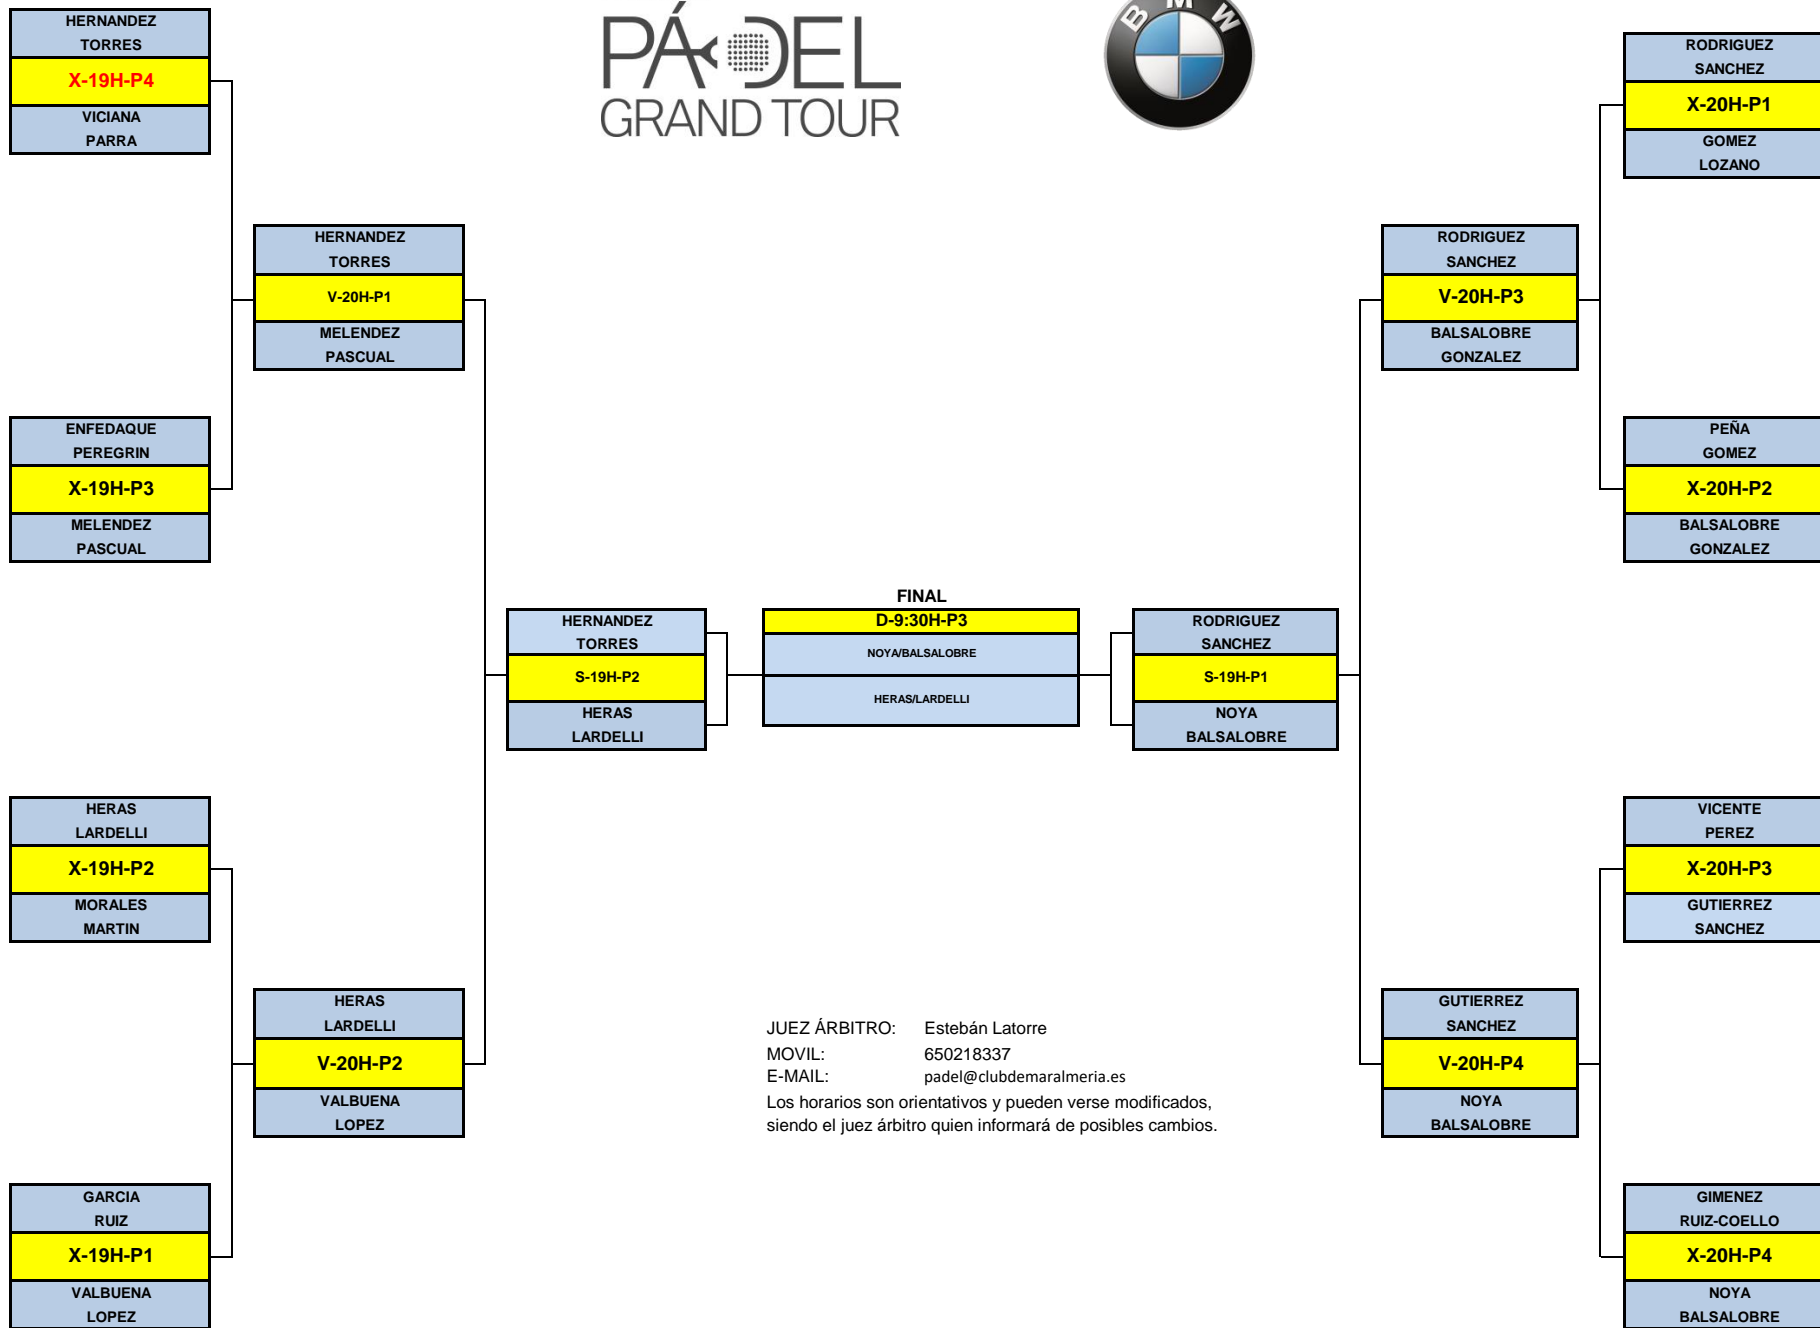 HERNANDEZ
TORRES
X-19H-P4
VICIANA
PARRA
PÁDEL
GRAND TOUR
BMW
RODRIGUEZ
SANCHEZ
X-20H-P1
GOMEZ
LOZANO
HERNANDEZ
TORRES
V-20H-P1
MELENDEZ
PASCUAL
RODRIGUEZ
SANCHEZ
V-20H-P3
BALSALOBRE
GONZALEZ
ENFEDAQUE
PEREGRIN
X-19H-P3
MELENDEZ
PASCUAL
PEÑA
GOMEZ
X-20H-P2
BALSALOBRE
GONZALEZ
HERNANDEZ
TORRES
S-19H-P2
HERAS
LARDELLI
FINAL
D-9:30H-P3
NOYA/BALSALOBRE
HERAS/LARDELLI
RODRIGUEZ
SANCHEZ
S-19H-P1
NOYA
BALSALOBRE
HERAS
LARDELLI
X-19H-P2
MORALES
MARTIN
VICENTE
PEREZ
X-20H-P3
GUTIERREZ
SANCHEZ
HERAS
LARDELLI
V-20H-P2
VALBUENA
LOPEZ
JUEZ ÁRBITRO: Estebán Latorre
MOVIL: 650218337
E-MAIL: padel@clubdemaralmeria.es
Los horarios son orientativos y pueden verse modificados,
siendo el juez árbitro quien informará de posibles cambios.
GUTIERREZ
SANCHEZ
V-20H-P4
NOYA
BALSALOBRE
GARCIA
RUIZ
X-19H-P1
VALBUENA
LOPEZ
GIMENEZ
RUIZ-COELLO
X-20H-P4
NOYA
BALSALOBRE